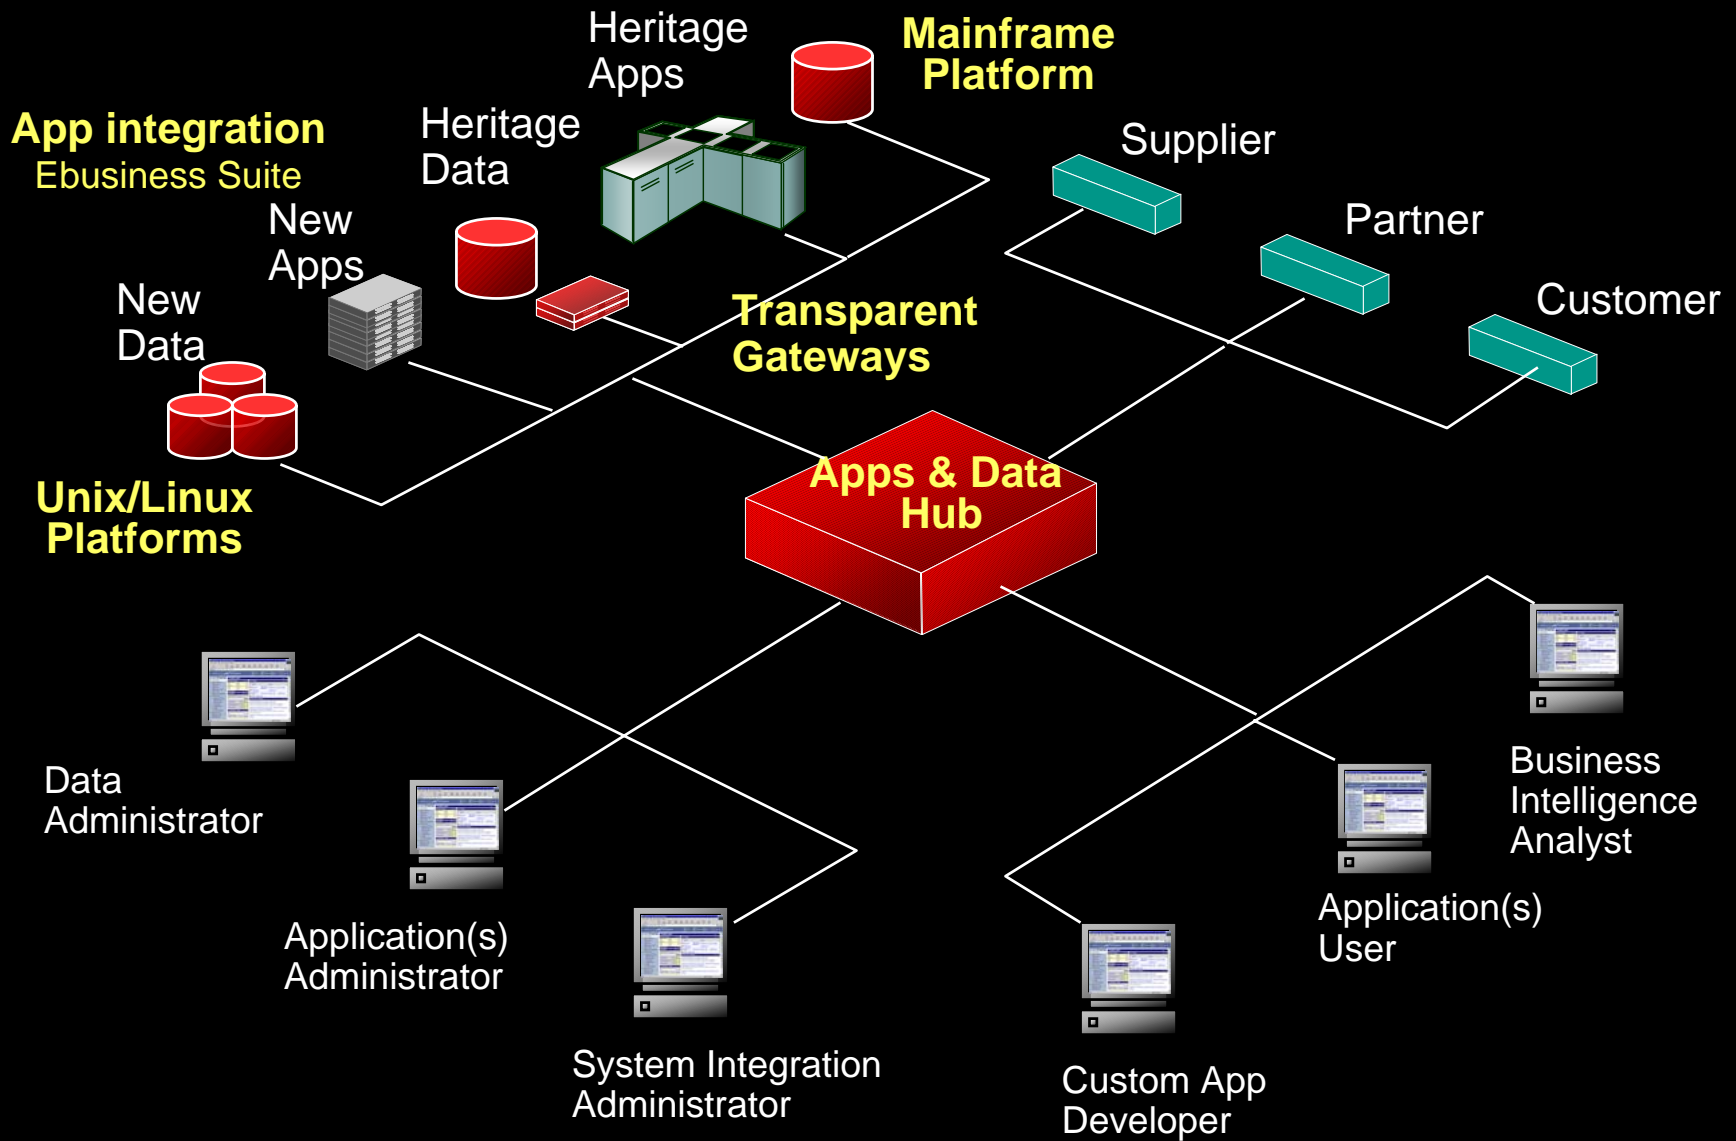 Heritage
Apps
Mainframe
Platform
App integration
Ebusiness Suite
Heritage
Data
Supplier
New
Apps
Partner
New
Data
Customer
Transparent
Gateways
Apps & Data
Hub
Unix/Linux
Platforms
Data
Administrator
Business
Intelligence
Analyst
Application(s)
Administrator
Application(s)
User
System Integration
Administrator
Custom App
Developer